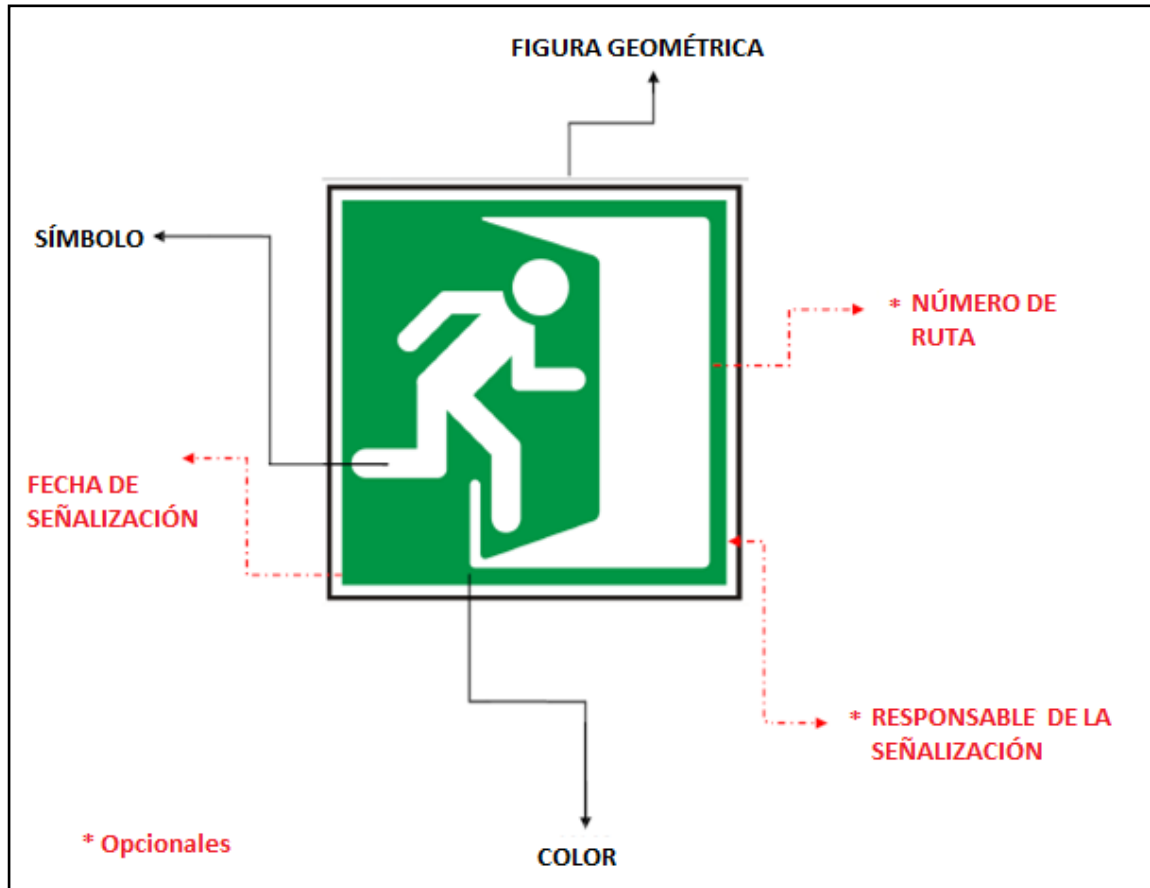 FIGURA GEOMÉTRICA
SÍMBOLO
* NÚMERO DE
RUTA
FECHA DE
SEÑALIZACIÓN
* RESPONSABLE DE LA
SEÑALIZACIÓN
* Opcionales
COLOR